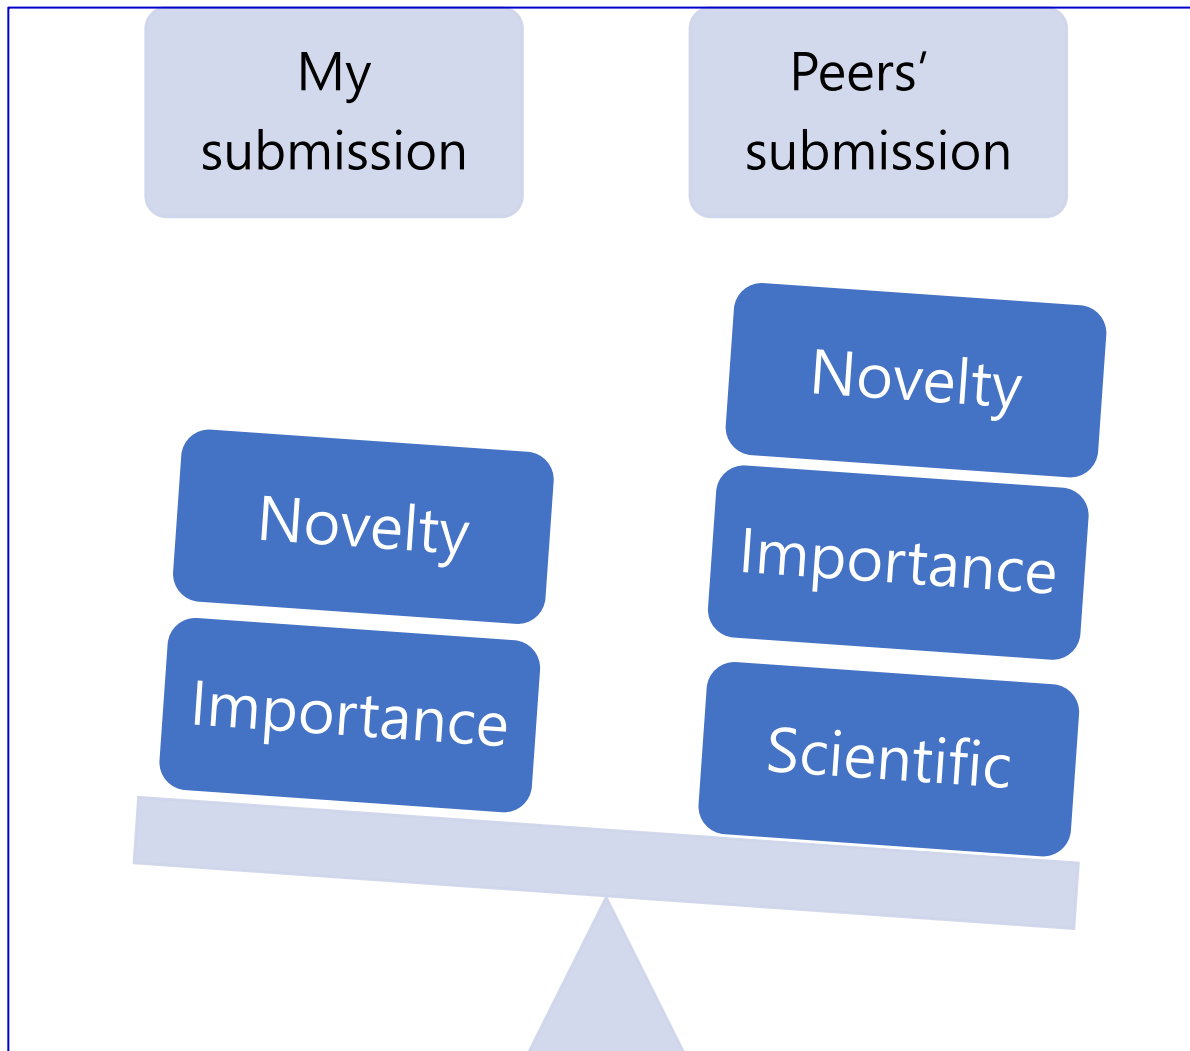 My
submission
Peers’
submission
Novelty
Importance
Novelty
Importance
Scientific